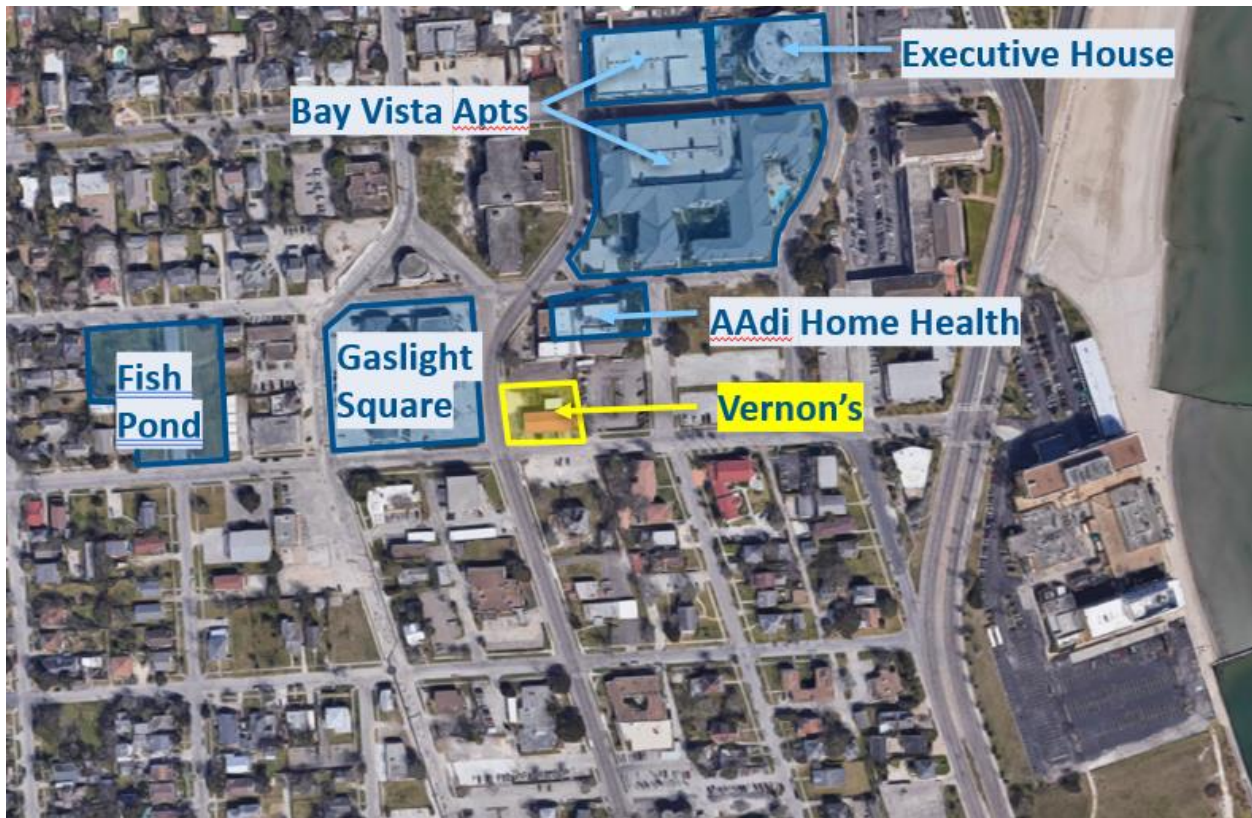 Executive House
Bay Vista Apts
AAdi Home Health
Gaslight
Square
Fish
Pond
Vernon's